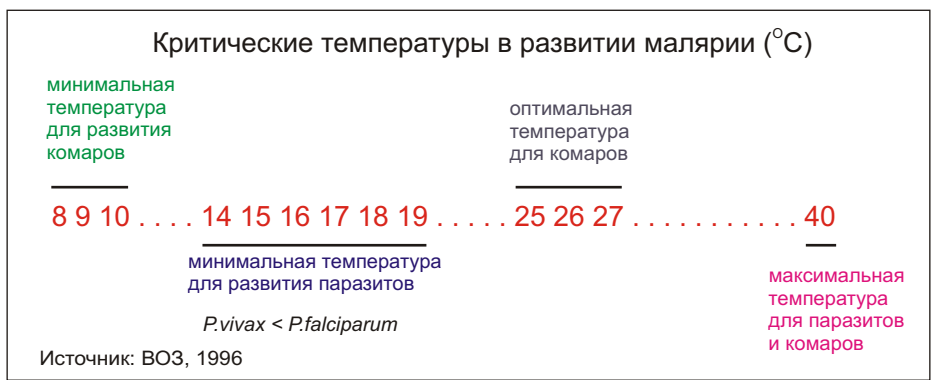 Критические температуры в развитии малярии (°C)
минимальная
температура
для развития
комаров
оптимальная
температура
для комаров
8 9 10 . . . . 14 15 16 17 18 19 . . . . . 25 26 27 . . . . . . . . . . . 40
минимальная температура
для развития паразитов
P.vivax < P.falciparum
максимальная
температура
для паразитов
и комаров
Источник: ВОЗ, 1996